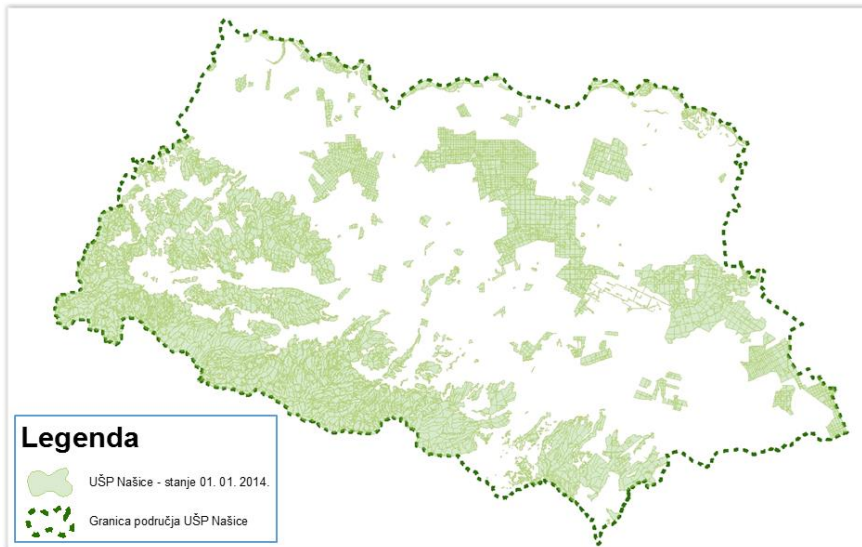 Legenda
UŠP Našice - stanje 01. 01. 2014.
Granica područja UŠP Našice